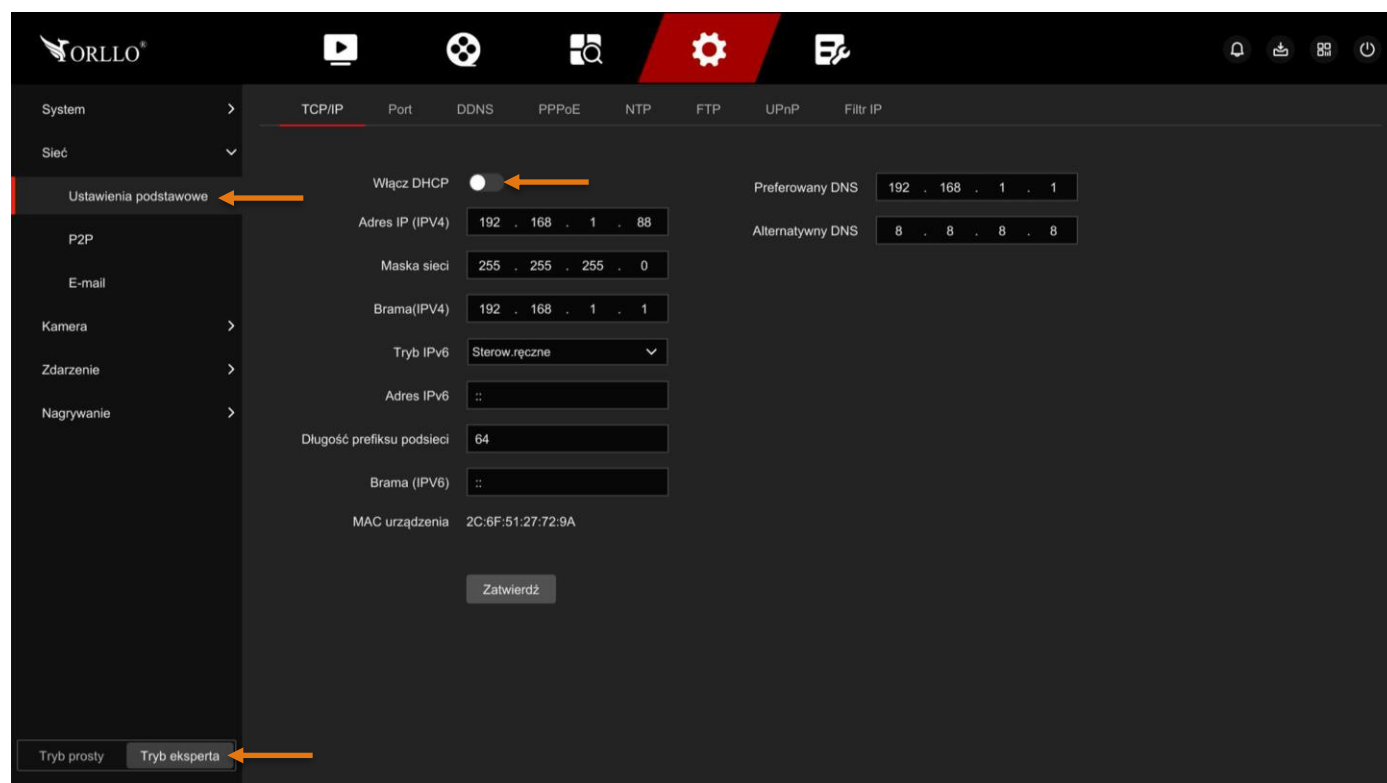 ORLLO®
System
Sieć
Ustawienia podstawowe
P2P
E-mail
Kamera
Zdarzenie
Nagrywanie
Tryb prosty Tryb eksperta
TCP/IP Port DDNS PPPoE NTP FTP UPnP Filtr IP
Włącz DHCP
Adres IP (IPV4) 192 . 168 . 1 . 88
Maska sieci 255 . 255 . 255 . 0
Brama(IPV4) 192 . 168 . 1 . 1
Tryb IPv6 Sterow.ręczne
Adres IPv6 ::
Długość prefiksu podsieci 64
Brama (IPV6) ::
MAC urządzenia 2C:6F:51:27:72:9A
Zatwierdź
Preferowany DNS 192 . 168 . 1 . 1
Alternatywny DNS 8 . 8 . 8 . 8